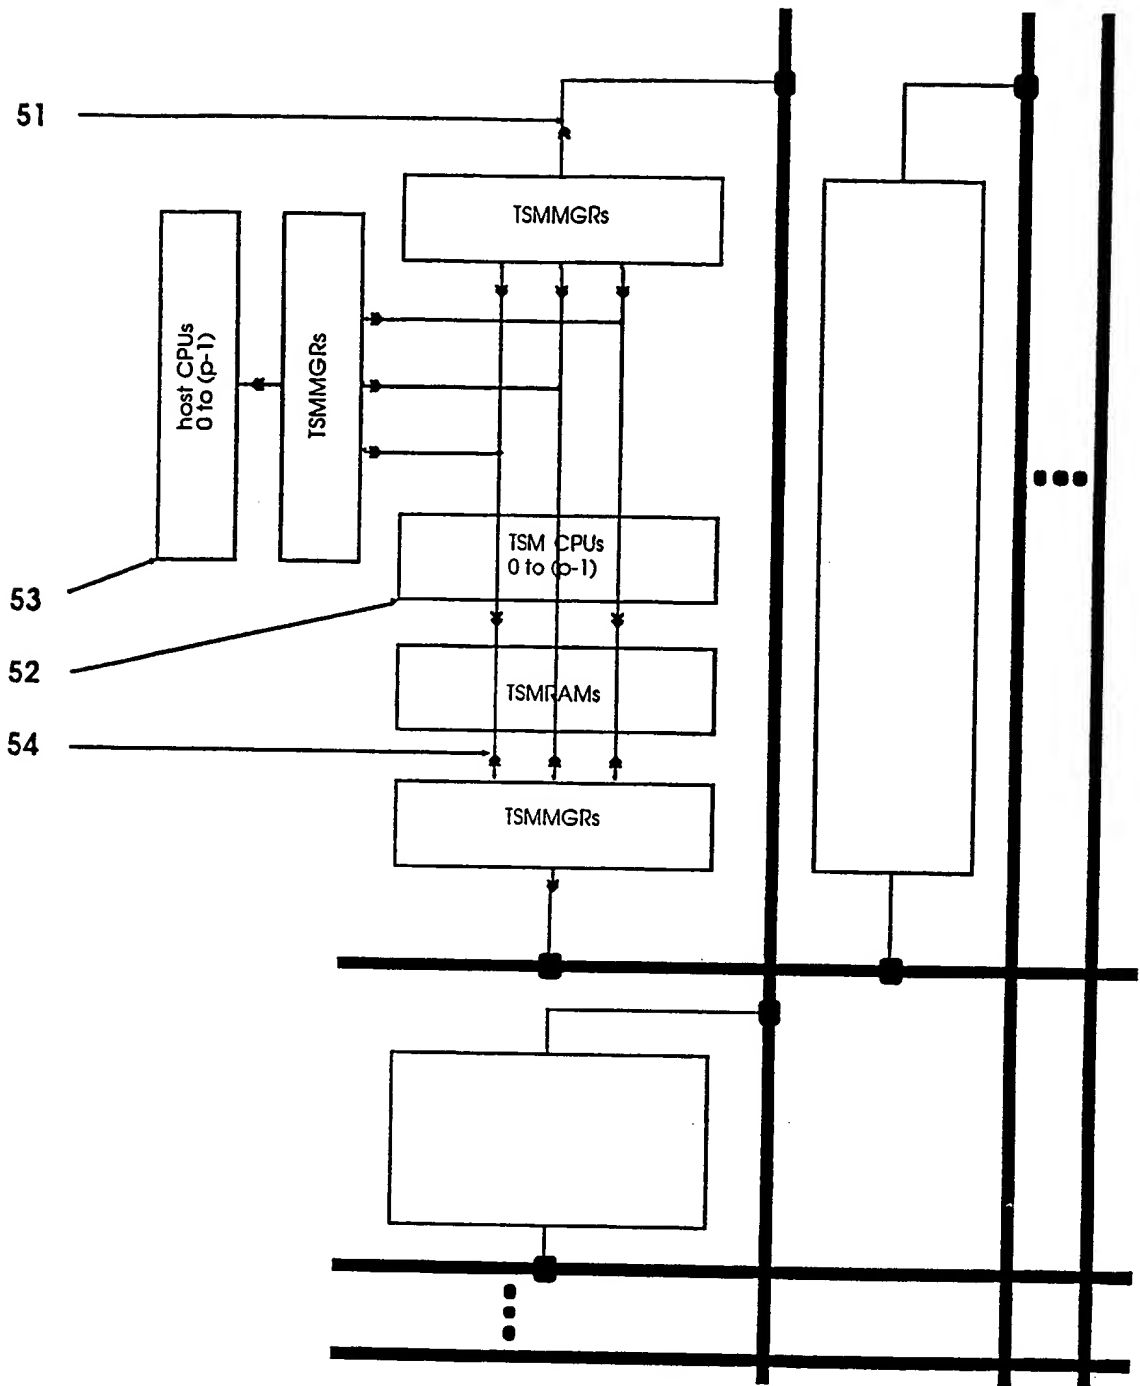 51
TSMMGRs
host CPUs
0 to (p-1)
TSMMGRs
TSM CPUs
0 to (p-1)
53
52
TSMRAMs
54
TSMMGRs